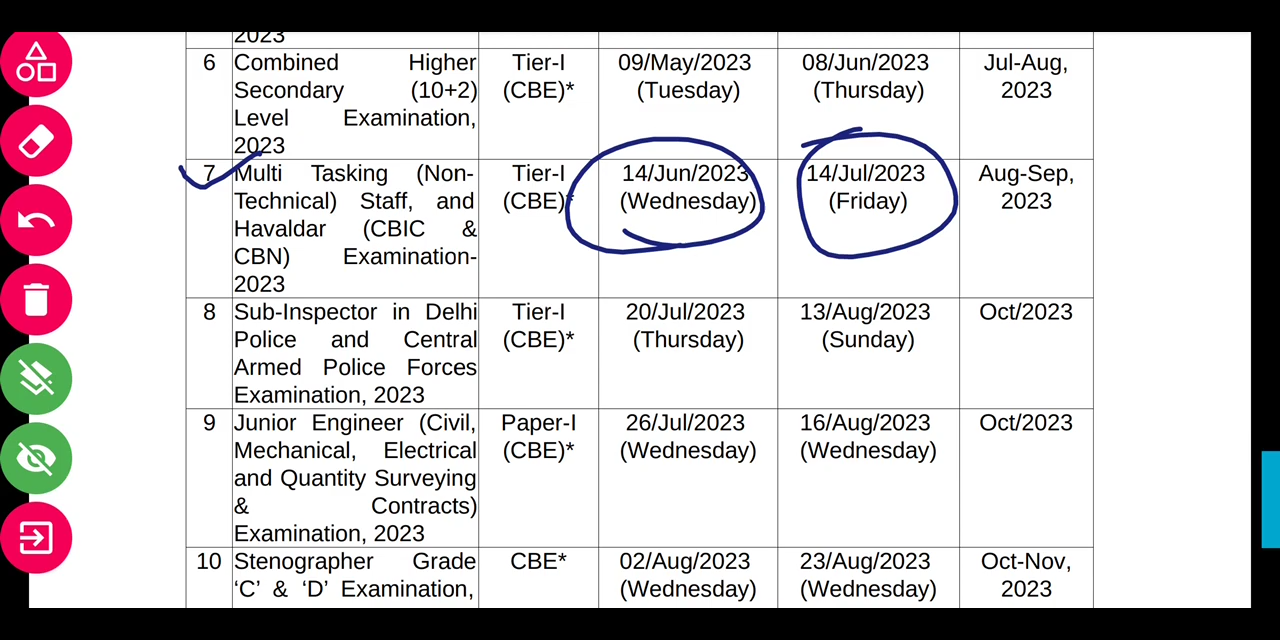 2023
6 Combined Higher Tier-I 09/May/2023 08/Jun/2023 Jul-Aug,
Secondary (10+2) (CBE)* (Tuesday) (Thursday) 2023
Level Examination,
2023
7 Multi Tasking (Non- Tier-I 14/Jun/2023 14/Jul/2023 Aug-Sep,
Technical) Staff, and (CBE)* (Wednesday) (Friday) 2023
Havaldar (CBIC &
CBN) Examination-
2023
8 Sub-Inspector in Delhi Tier-I 20/Jul/2023 13/Aug/2023 Oct/2023
Police and Central (CBE)* (Thursday) (Sunday)
Armed Police Forces
Examination, 2023
9 Junior Engineer (Civil, Paper-I 26/Jul/2023 16/Aug/2023 Oct/2023
Mechanical, Electrical (CBE)* (Wednesday) (Wednesday)
and Quantity Surveying
& Contracts)
Examination, 2023
10 Stenographer Grade CBE* 02/Aug/2023 23/Aug/2023 Oct-Nov,
‘C’ & ‘D’ Examination, (Wednesday) (Wednesday) 2023